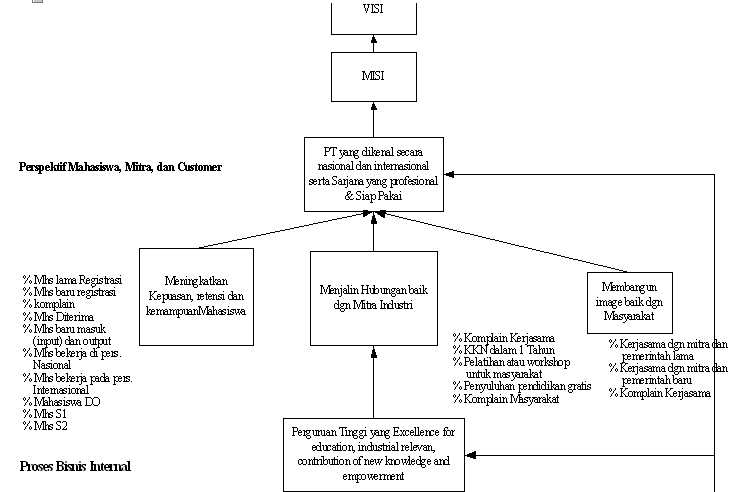 VISI
MISI
PT yang dikenal secara
nasional dan internasional
serta Sarjana yang profesional
& Siap Pakai
Perspektif Mahasiswa, Mitra, dan Customer
Meningkatkan
Kepuasan, retensi dan
kemampuanMahasiswa
Menjalin Hubungan baik
dgn Mitra Industri
Membangun
image baik dgn
Masyarakat
% Mhs lama Registrasi
% Mhs baru registrasi
% komplain
% Mhs Diterima
% Mhs baru masuk
(input) dan output
% Mhs bekerja di pers.
Nasional
% Mhs bekerja pada pers.
Internasional
% Mahasiswa DO
% Mhs S1
% Mhs S2
% Komplain Kerjasama
% KKN dalam 1 Tahun
% Pelatihan atau workshop
untuk masyarakat
% Penyuluhan pendidikan gratis
% Komplain Masyarakat
% Kerjasama dgn mitra dan
pemerintah lama
% Kerjasama dgn mitra dan
pemerintah baru
% Komplain Kerjasama
Perguruan Tinggi yang Excellence for
education, industrial relevan,
contribution of new knowledge and
empowerment
Proses Bisnis Internal